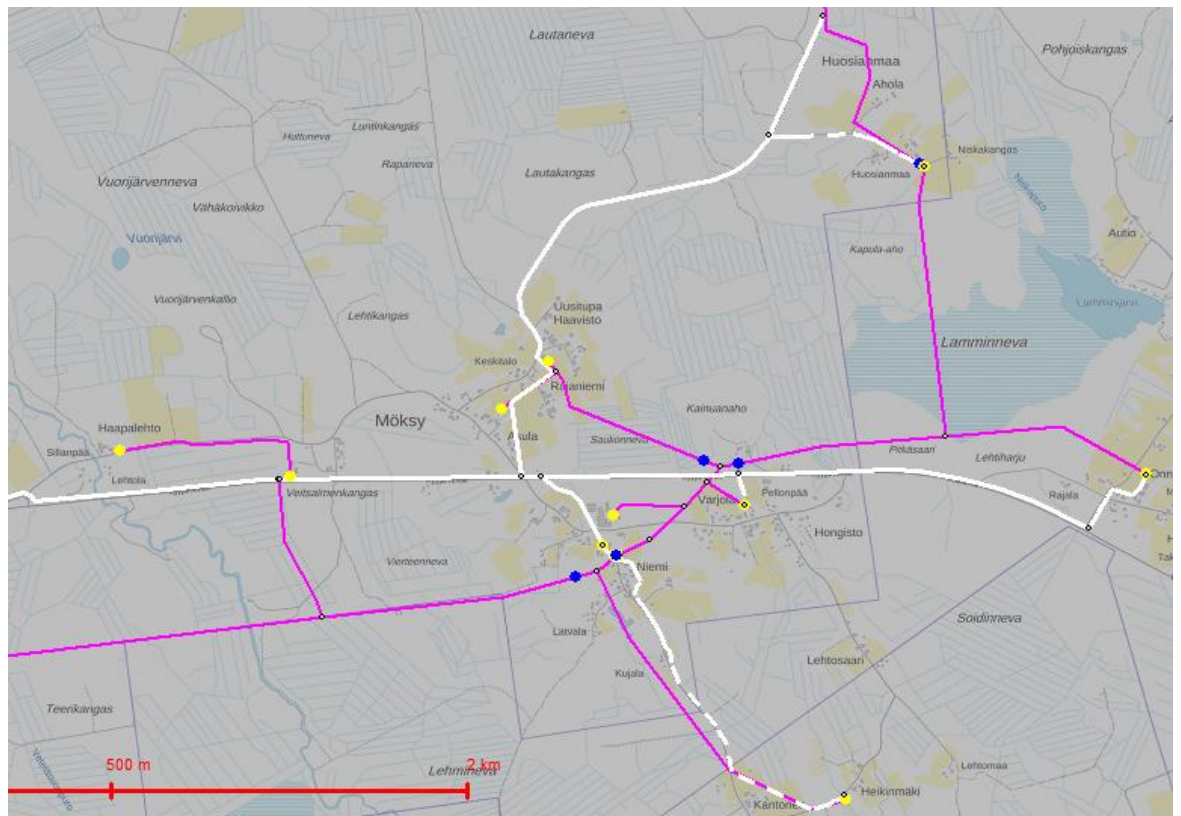 Lautaneva
Pohjoiskangas
Huosianmaa
Ahola
Huttuneva
Luntinkangas
Niskakangas
Rapaneva
Lautakangas
Huosianmaa
Vuorijärvenneva
Vähäkoivikko
Autio
Vuorijärvi
Kapula-aho
Vuorijärvenkallio
Lehtikangas
Uusitupa
Haavisto
Lamminjärvi
Lamminneva
Keskitalo
Kainuanaho
Möksy
Haapalehto
Saukonneva
Sillanpää
Pitkäsaari
Lehtiharju
Lehtola
Veitsalmenkangas
Varjola
Pellonpää
Rajala
Hongisto
Vierteenneva
Niemi
Latvala
Soidinneva
Kujala
Lehtosaari
Teerikangas
500 m
2 km
Lehmineva
Lehtomaa
Heikinmäki